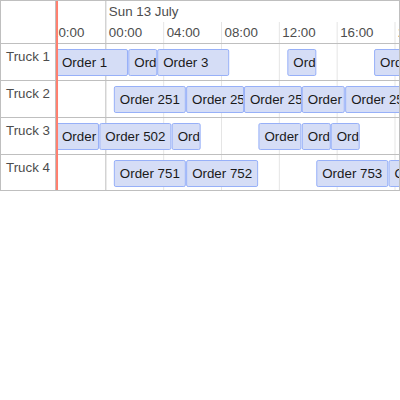 Sun 13 July
0:00 00:00 04:00 08:00 12:00 16:00
Truck 1 Order 1 Ord Order 3 Ord Ord
Truck 2 Order 251 Order 25 Order 25 Order Order 25
Truck 3 Order Order 502 Ord Order Ord Ord
Truck 4 Order 751 Order 752 Order 753